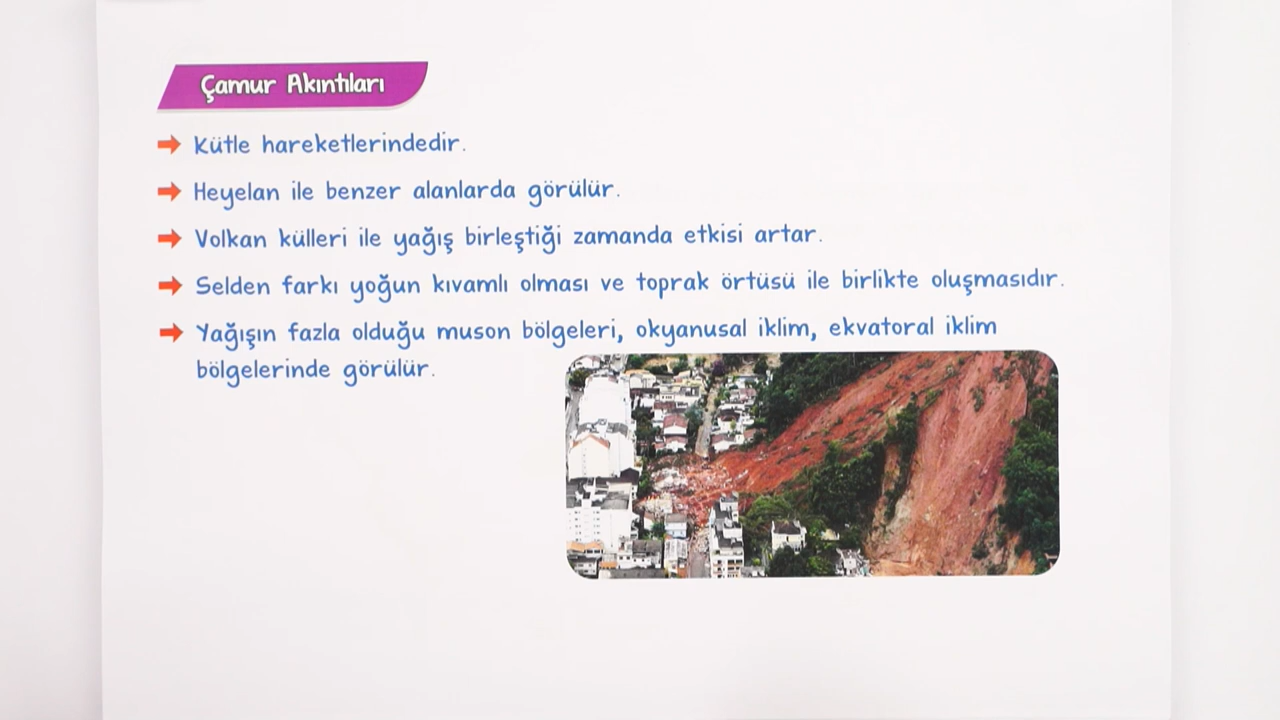 Çamur Akıntıları
Kütle hareketlerindedir.
Heyelan ile benzer alanlarda görülür.
Volkan külleri ile yağış birleştiği zamanda etkisi artar.
Selden farkı yoğun kıvamlı olması ve toprak örtüsü ile birlikte oluşmasıdır.
Yağışın fazla olduğu muson bölgeleri, okyanusal iklim, ekvatoral iklim
bölgelerinde görülür.